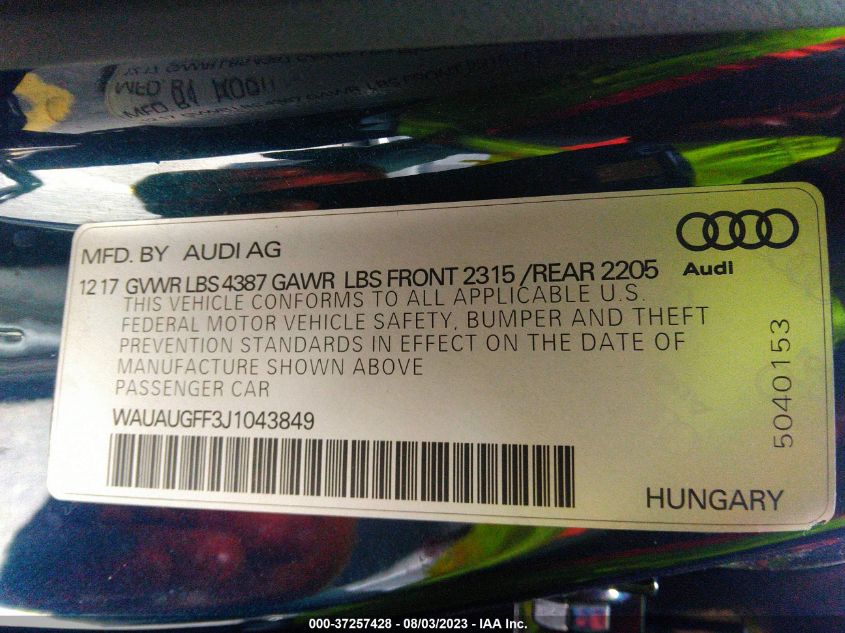 MFD. BY AUDI AG
12 17 GVWR LBS 4387 GAWR LBS FRONT 2315 /REAR 2205
THIS VEHICLE CONFORMS TO ALL APPLICABLE U.S.
FEDERAL MOTOR VEHICLE SAFETY, BUMPER AND THEFT
PREVENTION STANDARDS IN EFFECT ON THE DATE OF
MANUFACTURE SHOWN ABOVE
PASSENGER CAR
WAUAUGFF3J1043849
Audi
5040153
HUNGARY
000-37257428 - 08/03/2023 - IAA Inc.